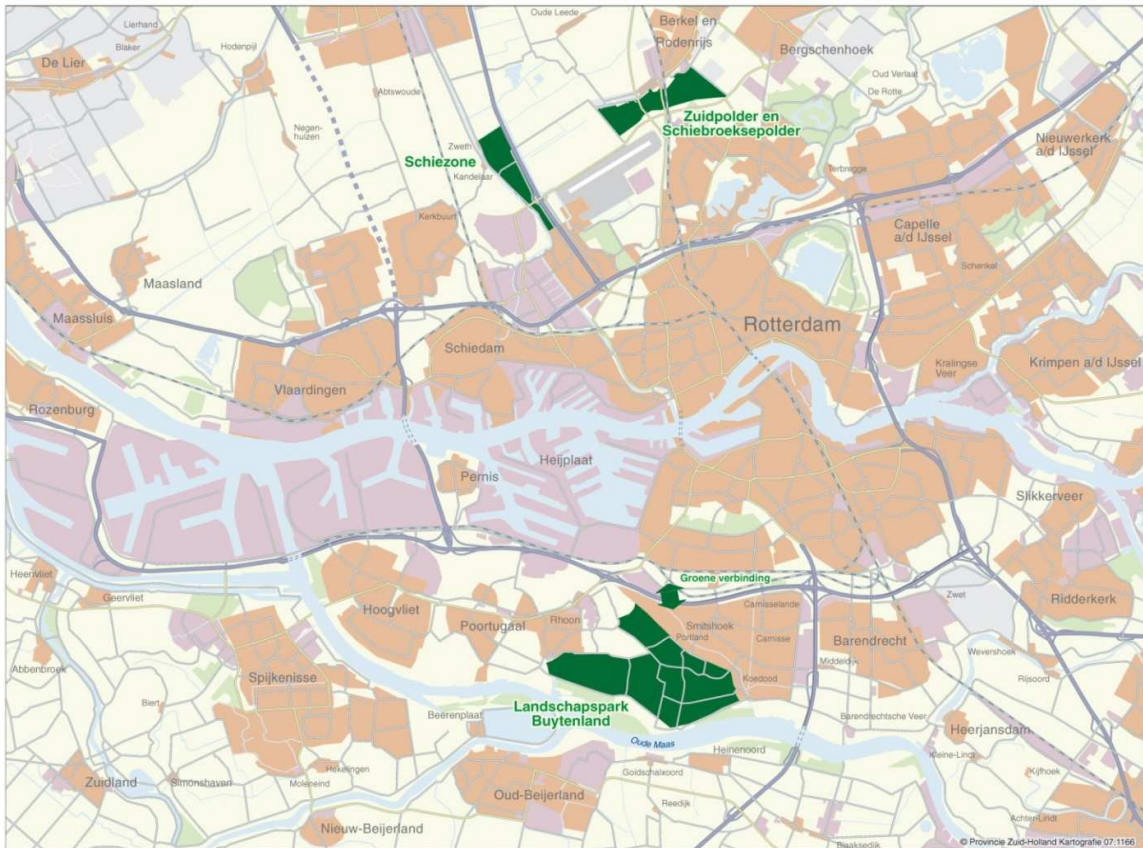 Lierhand
Blaker
De Lier
Hodenpijl
Oude Leede
Berkel en
Rodenrijs
Bergschenhoek
Oud Verlaat
De Rotte
Abtswoude
Negen-
huizen
Zuidpolder en
Schiebroeksepolder
Nieuwerkerk
a/d IJssel
Zweth
Schiezone
Kandelaar
Terbregge
Kerkbuurt
Capelle
a/d IJssel
Schenkel
Maasland
Maassluis
Rotterdam
Schiedam
Vlaardingen
Kralingse
Veer
Krimpen a/d IJssel
Rozenburg
Heijplaat
Pernis
Slikkerveer
Heenvliet
Geervliet
Groene verbinding
Hoogvliet
Zwet
Ridderkerk
Poortugaal
Rhoon
Smitshoek
Carnisselande
Portland
Carnisse
Barendrecht
Middeldijk
Wevershoek
Rijsoord
Abbenbroek
Spijkenisse
Koedood
Biert
Landschapspark
Buytenland
Beerenplaat
Barendrechtsche Veer
Heerjansdam
Oude Maas
Heinenoord
Kleine-Lindt
Hekelingen
Goidschalxoord
Kijfhoek
Zuidland
Simonshaven
Moleneind
Oud-Beijerland
Reedijk
Nieuw-Beijerland
Achter-Lindt
Blaaksedijk
© Provincie Zuid-Holland Kartografie 07.1166